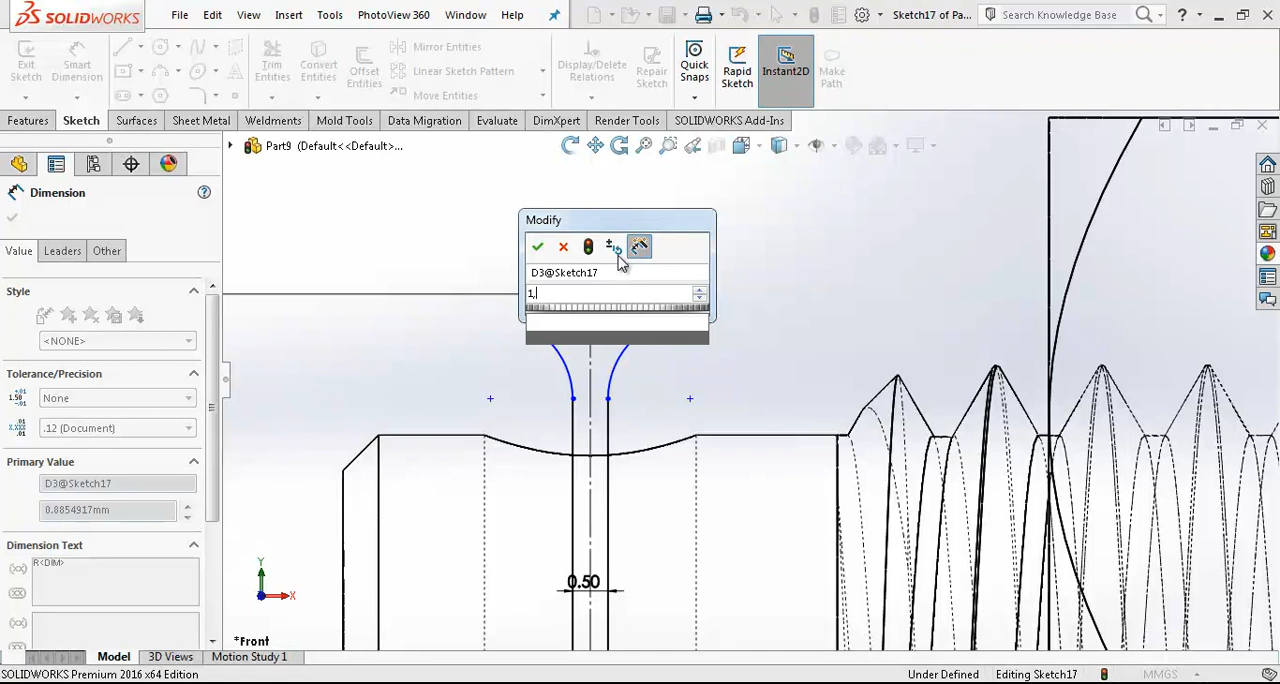 SOLIDWORKS File Edit View Insert Tools PhotoView 360 Window Help Sketch17 of Pa... Search Knowledge Base ?
Exit Sketch Smart Dimension Trim Entities Convert Entities Offset Entities Mirror Entities Linear Sketch Pattern Move Entities Display/Delete Relations Repair Sketch Quick Snaps Rapid Sketch Instant2D Make Path
Features Sketch Surfaces Sheet Metal Weldments Mold Tools Data Migration Evaluate DimXpert Render Tools SOLIDWORKS Add-Ins
Part9 (Default<<Default>...
Dimension ?
Value Leaders Other
Style
<NONE>
Tolerance/Precision
None
.12 (Document)
Primary Value
D3@Sketch17
0.8854917mm
Dimension Text
R<DIM>
Modify
D3@Sketch17
1,
0.50
Y
X
*Front
Model 3D Views Motion Study 1
SOLIDWORKS Premium 2016 x64 Edition Under Defined Editing Sketch17 MMGS